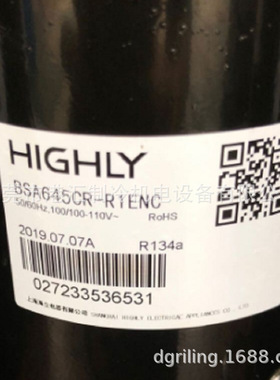 HIGHLY
BSA645CR-R1ENC
50/60Hz,100/100-110V~ RoHS
2019.07.07A R134a
027233536531
上海海立电器有限公司 SHANGHAI HIGHLY ELECTRICAL APPLIANCES CO., LTD.
dgriling.1688.c